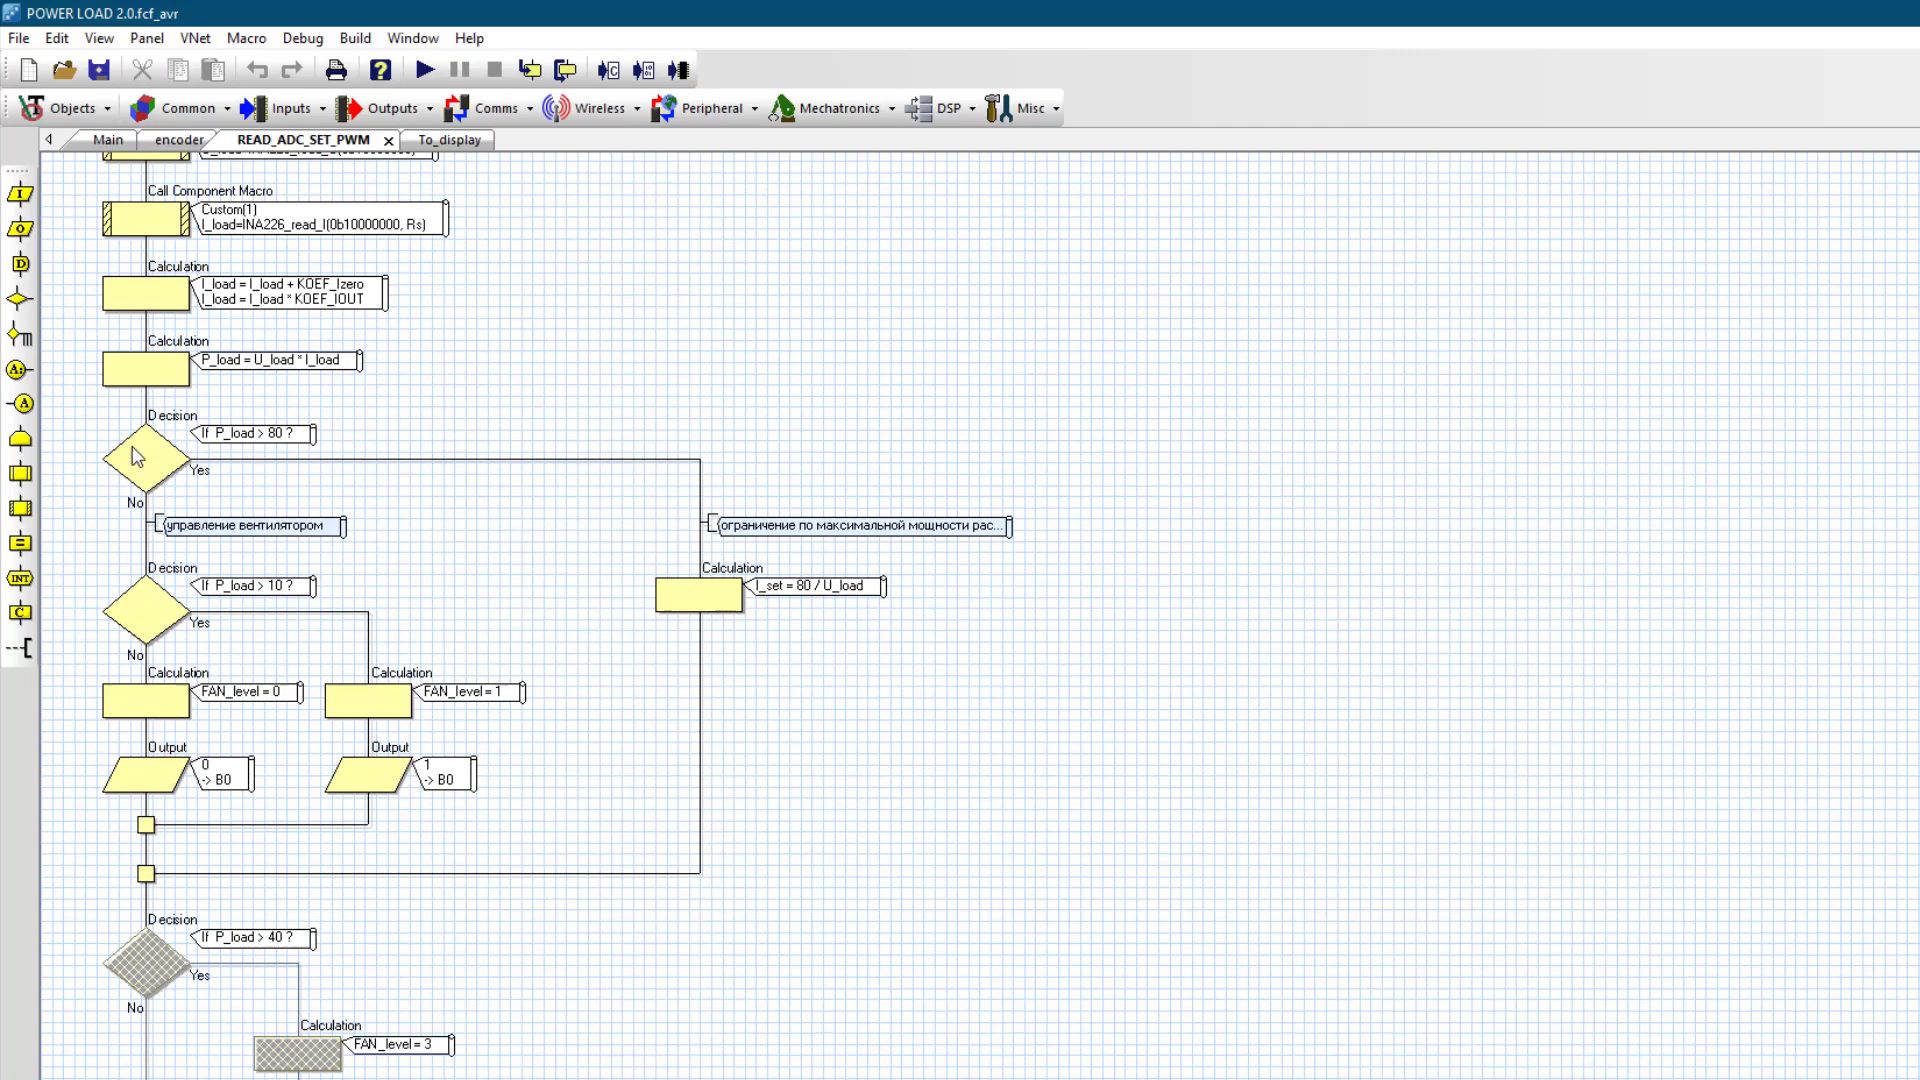 POWER LOAD 2.0.fcf_avr
File Edit View Panel VNet Macro Debug Build Window Help
Objects Common Inputs Outputs Comms Wireless Peripheral Mechatronics DSP Misc
Main encoder READ_ADC_SET_PWM To_display
Call Component Macro
Custom(1)
I_load=INA226_read_I(0b10000000, Rs)
Calculation
I_load = I_load + KOEF_Izero
I_load = I_load * KOEF_IOUT
Calculation
P_load = U_load * I_load
Decision
If P_load > 80 ?
Yes
No
управление вентилятором
ограничение по максимальной мощности рас...
Decision
If P_load > 10 ?
Calculation
I_set = 80 / U_load
Yes
No
Calculation
FAN_level = 0
Calculation
FAN_level = 1
Output
0
-> B0
Output
1
-> B0
Decision
If P_load > 40 ?
Yes
No
Calculation
FAN_level = 3